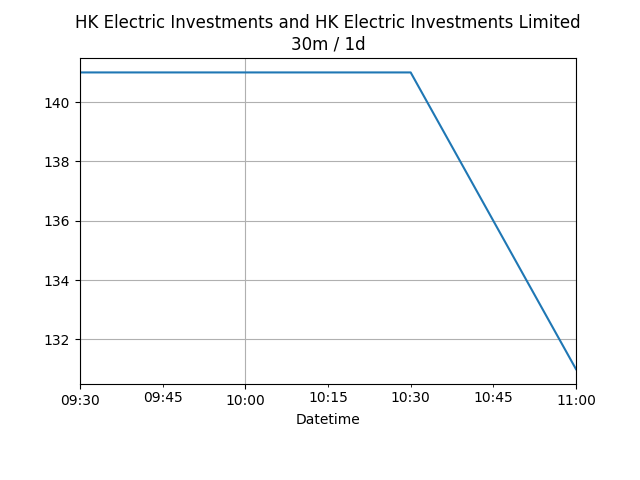 HK Electric Investments and HK Electric Investments Limited
30m / 1d
140
138
136
134
132
09:30 09:45 10:00 10:15 10:30 10:45 11:00
Datetime